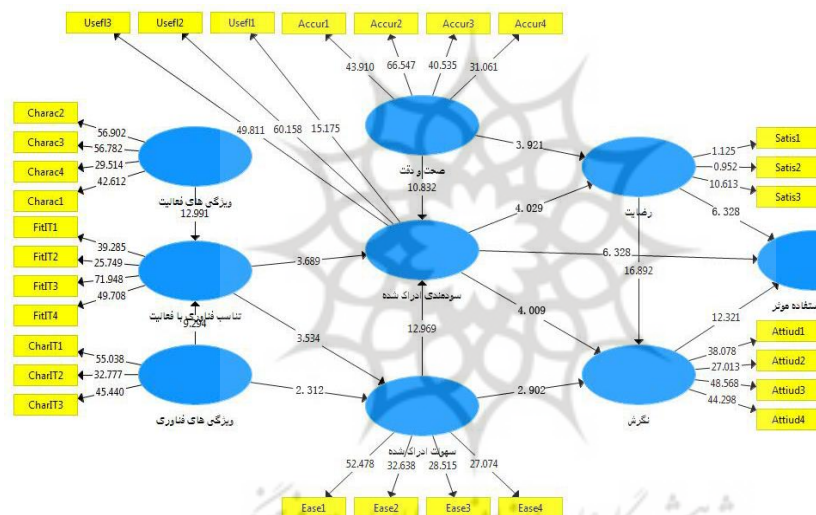 Usefl3
Usefl2
Usefl1
Accur1
Accur2
Accur3
Accur4
43.910
66.547
40.535
31.061
49.811
60.158
15.175
Charac2
Charac3
Charac4
Charac1
56.902
56.782
29.514
42.612
ویژگی های فعالیت
12.991
صحت و دقت
10.832
3.921
4.029
رضایت
1.125
0.952
10.613
Satis1
Satis2
Satis3
6.328
6.328
16.892
FitIT1
FitIT2
FitIT3
FitIT4
39.285
25.749
71.948
49.708
تناسب فناوری با فعالیت
9.294
3.689
3.534
سودمندی ادراک شده
12.969
4.009
ستفاده موثر
12.321
CharIT1
CharIT2
CharIT3
55.038
32.777
45.440
ویژگی های فناوری
2.312
2.902
سهولت ادراک شده
نگرش
38.078
27.013
48.568
44.298
Attiud1
Attiud2
Attiud3
Attiud4
52.478
32.638
28.515
27.074
Ease1
Ease2
Ease3
Ease4